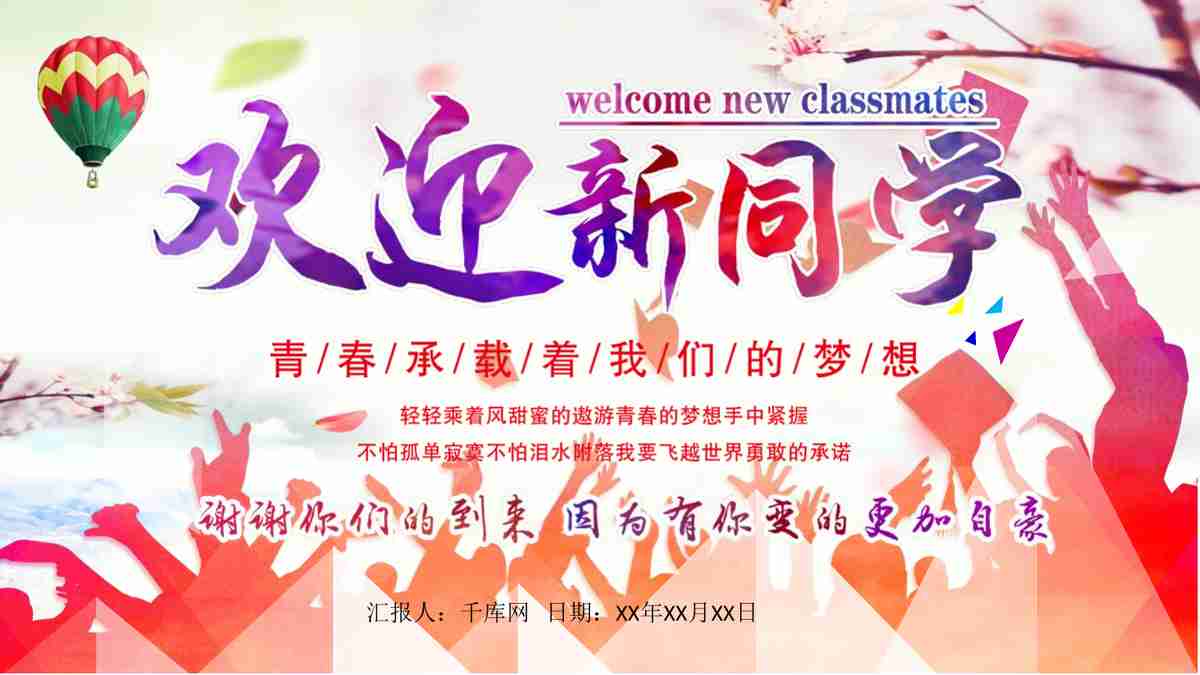 welcome new classmates
欢迎新同学
青/春/承/载/着/我/们/的/梦/想
轻轻乘着风甜蜜的遨游青春的梦想手中紧握
不怕孤单寂寞不怕泪水附落我要飞越世界勇敢的承诺
谢谢你们的到来 因为有你变的更加自豪
汇报人：千库网 日期：XX年XX月XX日